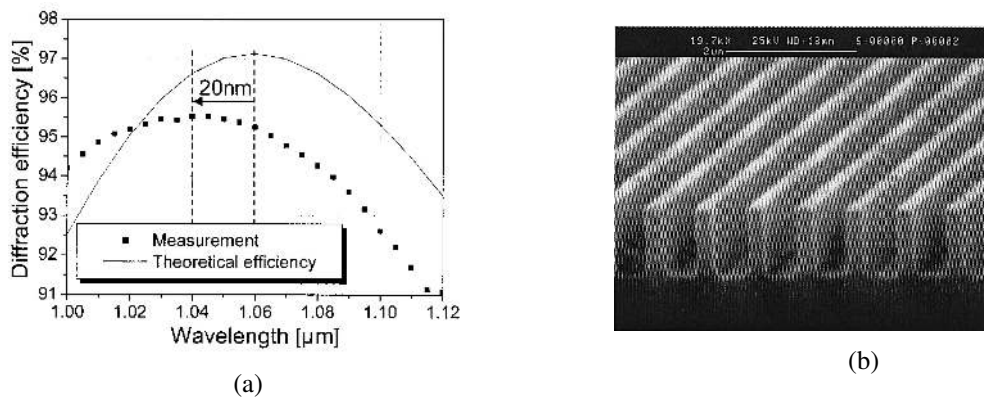 98
97
96
95
94
93
92
91
Diffraction efficiency [%]
20nm
Measurement
Theoretical efficiency
1.00 1.02 1.04 1.06 1.08 1.10 1.12
Wavelength [µm]
(a)
19.7kX 25kV WD:13mm S:00000 P:00002
2um
(b)